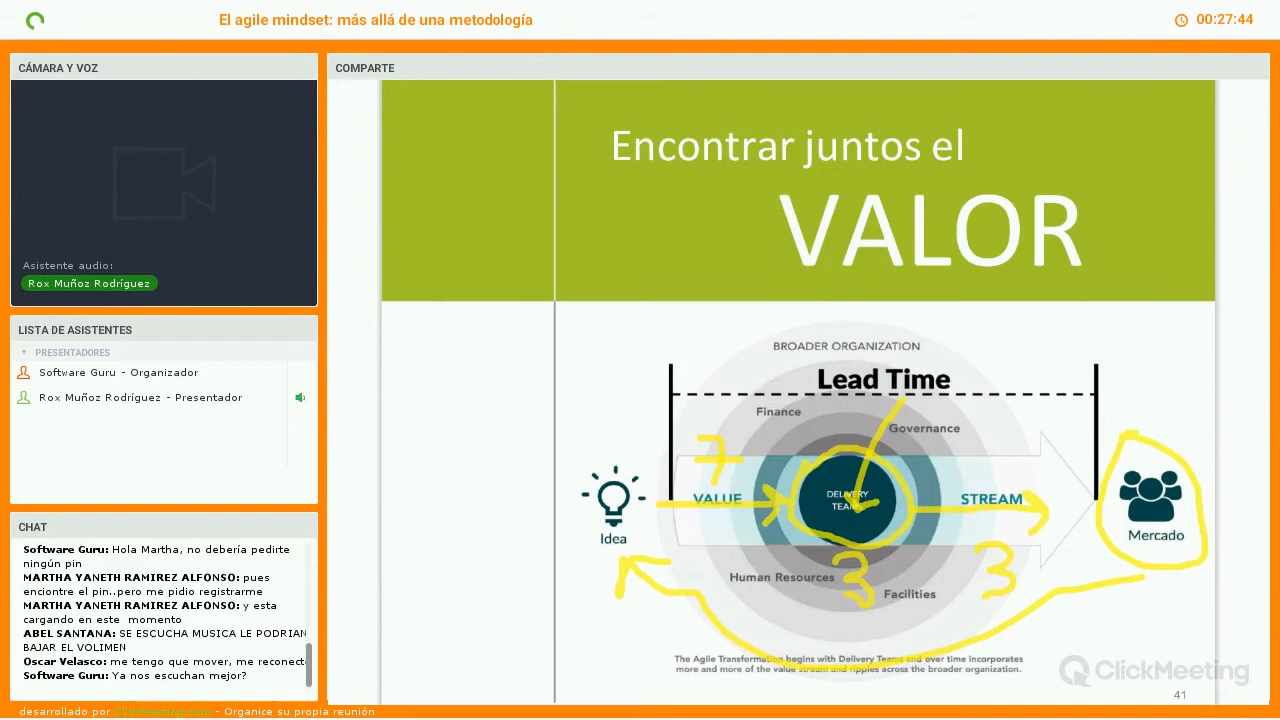 El agile mindset: más allá de una metodología
00:27:44
CÁMARA Y VOZ
Asistente audio:
Rox Muñoz Rodríguez
LISTA DE ASISTENTES
PRESENTADORES
Software Guru - Organizador
Rox Muñoz Rodríguez - Presentador
CHAT
Software Guru: Hola Martha, no debería pedirte
ningún pin
MARTHA YANETH RAMIREZ ALFONSO: pues
enciontre el pin..pero me pidio registrarme
MARTHA YANETH RAMIREZ ALFONSO: y esta
cargando en este momento
ABEL SANTANA: SE ESCUCHA MUSICA LE PODRIAN
BAJAR EL VOLIMEN
Oscar Velasco: me tengo que mover, me reconect
Software Guru: Ya nos escuchan mejor?
desarrollado por ClickMeeting.com - Organice su propia reunión
COMPARTE
Encontrar juntos el
VALOR
BROADER ORGANIZATION
Lead Time
Finance
Governance
7
VALUE
DELIVERY
TEAMS
STREAM
Idea
Mercado
Human Resources
3
3
Facilities
The Agile Transformation begins with Delivery Teams and over time incorporates
more and more of the value stream and ripples across the broader organization.
ClickMeeting
41